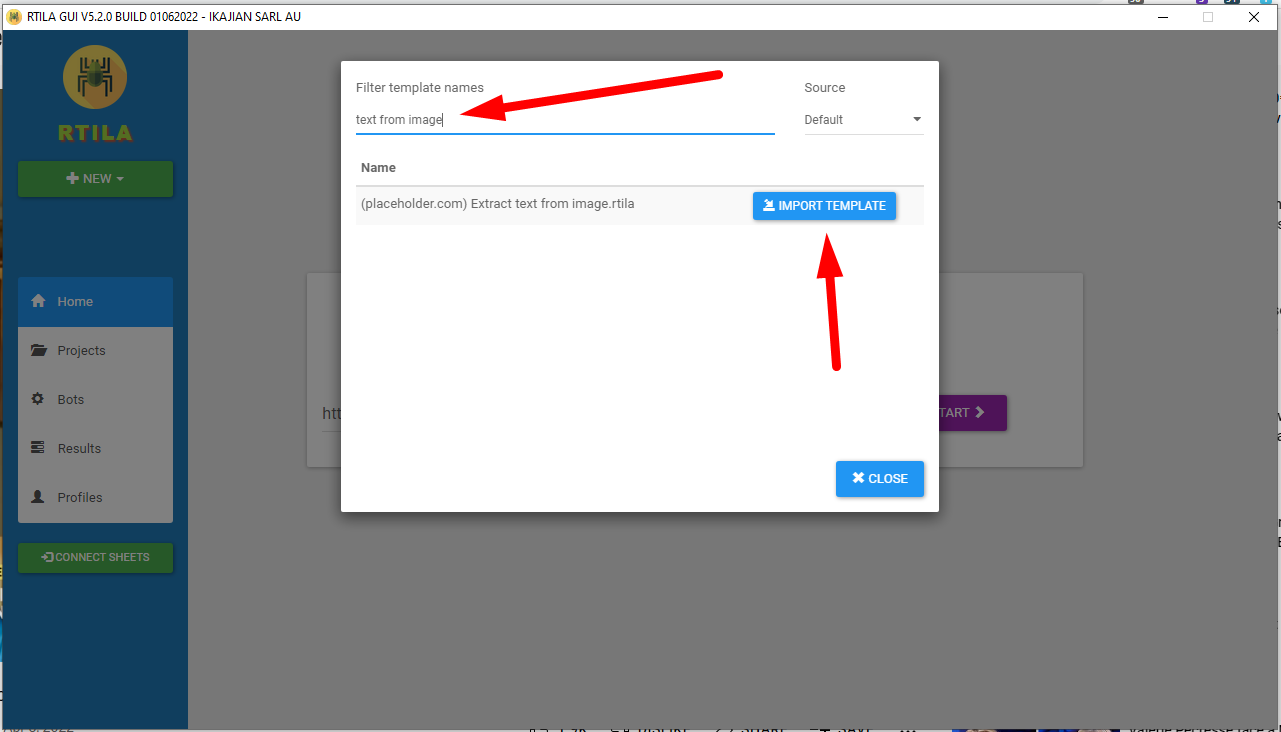 RTILA GUI V5.2.0 BUILD 01062022 - IKAJIAN SARL AU
RTILA
NEW
Home
Projects
Bots
Results
Profiles
CONNECT SHEETS
Filter template names
Source
text from image
Default
Name
(placeholder.com) Extract text from image.rtila
IMPORT TEMPLATE
htt
TART
CLOSE
SHARE
SAVE